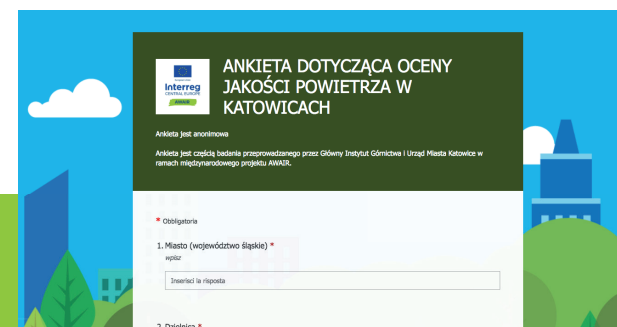 Interreg
CENTRAL EUROPE
AWAIR
ANKIETA DOTYCZĄCA OCENY
JAKOŚCI POWIETRZA W
KATOWICACH
Ankieta jest anonimowa
Ankieta jest częścią badania przeprowadzanego przez Główny Instytut Górnictwa i Urząd Miasta Katowice w
ramach międzynarodowego projektu AWAIR.
* Obbligatoria
1. Miasto (województwo śląskie) *
wpisz
Inserisci la risposta
2. Dzielnica *